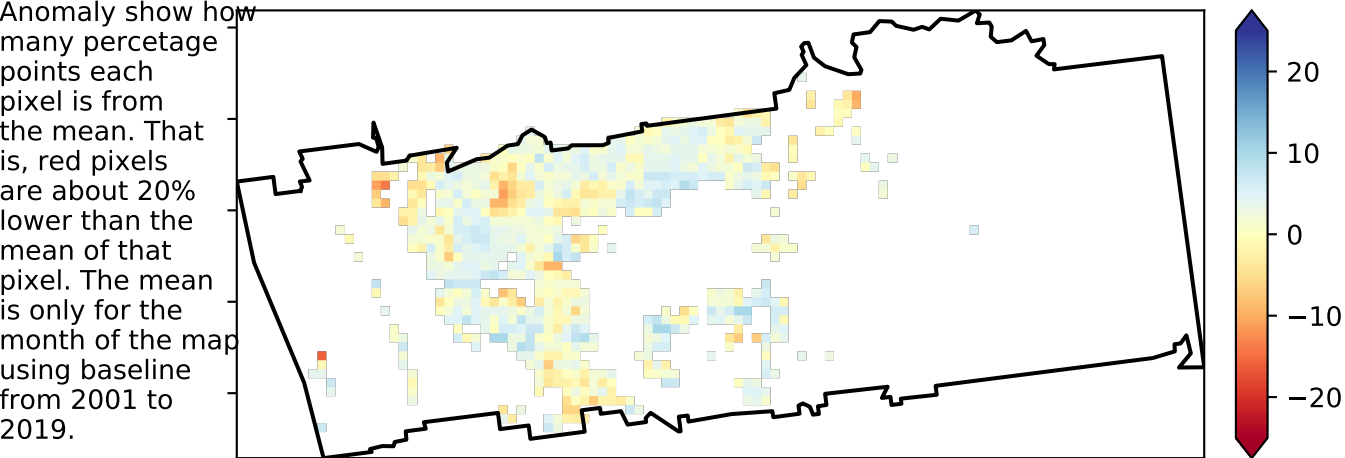 Anomaly show how
many percetage
points each
pixel is from
the mean. That
is, red pixels
are about 20%
lower than the
mean of that
pixel. The mean
is only for the
month of the map
using baseline
from 2001 to
2019.
20
10
0
−10
−20